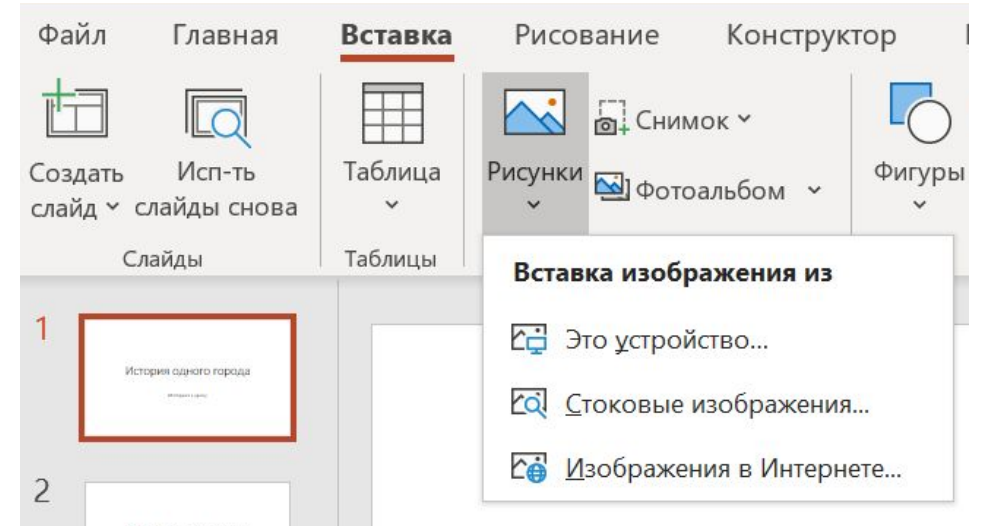 Файл Главная Вставка Рисование Конструктор
Создать слайд
Исп-ть слайды снова
Таблица
Рисунки
Снимок
Фотоальбом
Фигуры
Слайды
Таблицы
Вставка изображения из
Это устройство...
Стоковые изображения...
Изображения в Интернете...
1
История одного города
2